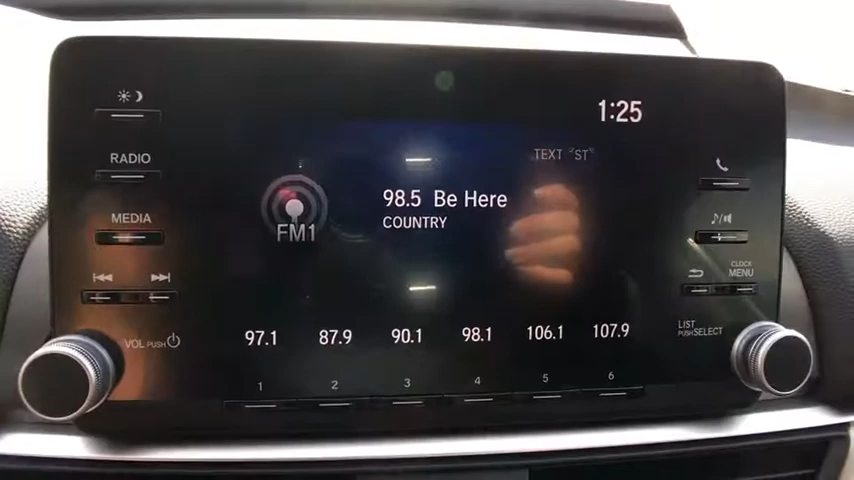 1:25
RADIO
TEXT "ST"
MEDIA
98.5 Be Here
COUNTRY
FM1
CLOCK
MENU
VOL PUSH
LIST
PUSH SELECT
97.1 87.9 90.1 98.1 106.1 107.9
1 2 3 4 5 6